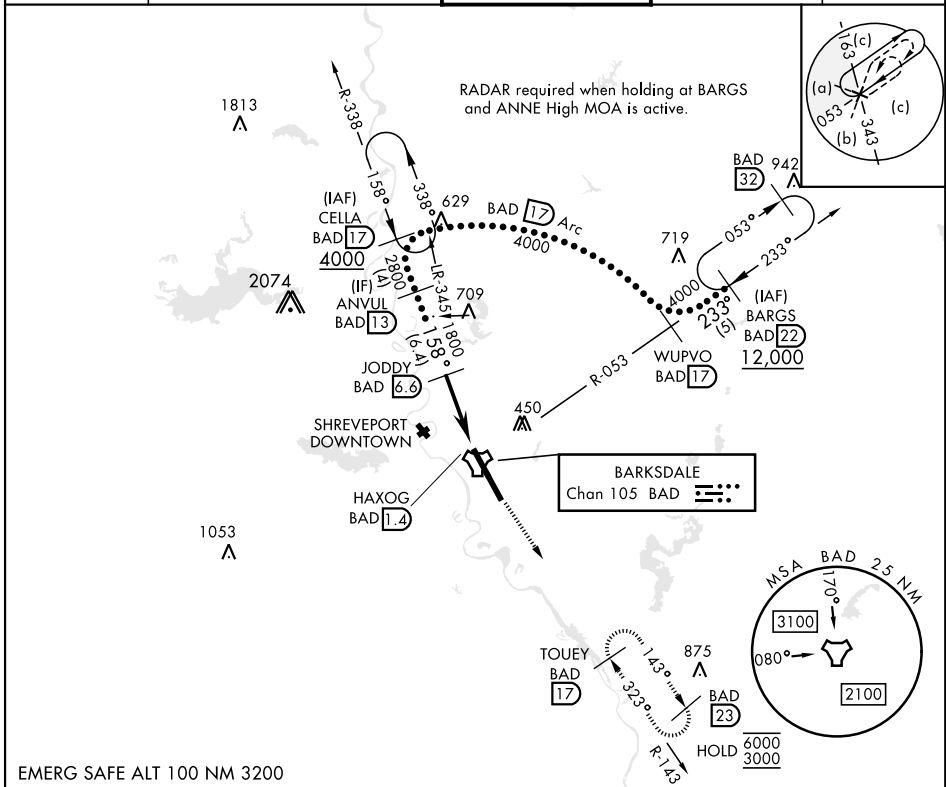 RADAR required when holding at BARGS
and ANNE High MOA is active.
163
(c)
(a)
(c)
053
(b)
343
1813
R-338
158°
338°
(IAF)
CELLA
BAD 17
4000
629
BAD 17 Arc
4000
BAD
32
942
719
053°
233°
4000
233°
(5)
(IAF)
BARGS
BAD 22
12,000
2074
2800
(4)
(IF)
ANVUL
BAD 13
LR-345
709
1800
158°
(6.4)
JODDY
BAD 6.6
WUPVO
BAD 17
R-053
450
SHREVEPORT
DOWNTOWN
BARKSDALE
Chan 105 BAD
HAXOG
BAD 1.4
1053
MSA BAD 25 NM
170°
3100
080°
2100
TOUEY
BAD
17
143°
323°
875
BAD
23
HOLD 6000
3000
R-143
EMERG SAFE ALT 100 NM 3200